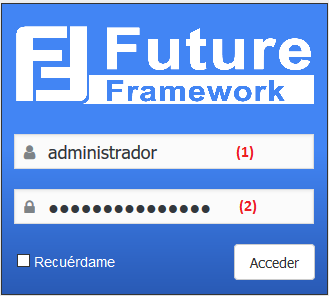 Future
Framework
administrador (1)
●●●●●●●●●●●●●●● (2)
Recuérdame Acceder